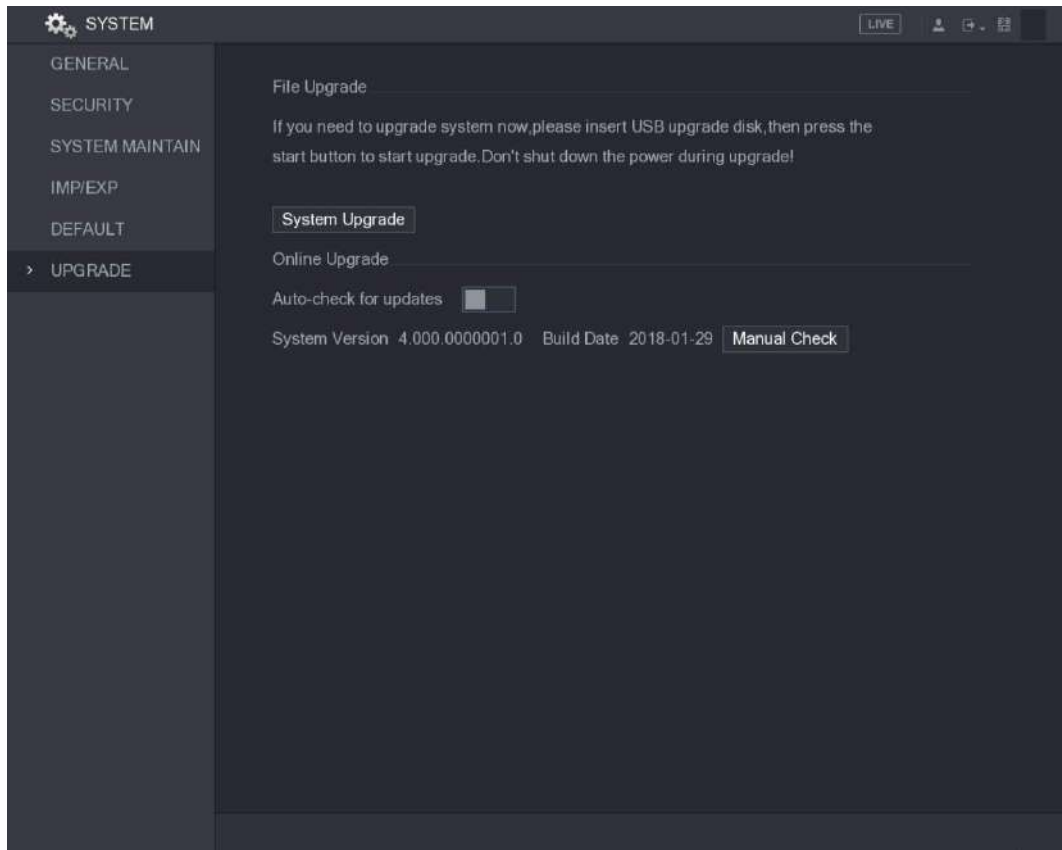 SYSTEM
LIVE
GENERAL
SECURITY
SYSTEM MAINTAIN
IMP/EXP
DEFAULT
UPGRADE
File Upgrade
If you need to upgrade system now,please insert USB upgrade disk,then press the
start button to start upgrade.Don't shut down the power during upgrade!
System Upgrade
Online Upgrade
Auto-check for updates
System Version 4.000.0000001.0 Build Date 2018-01-29 Manual Check